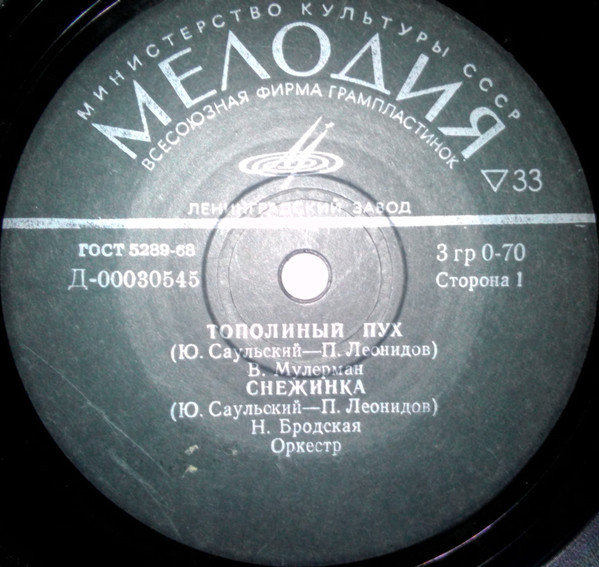 МИНИСТЕРСТВО КУЛЬТУРЫ СССР
МЕЛОДИЯ
ВСЕСОЮЗНАЯ ФИРМА ГРАМПЛАСТИНОК
▽33
ЛЕНИНГРАДСКИЙ ЗАВОД
ГОСТ 5289-68
3 гр 0-70
Д-00030545
Сторона 1
ТОПОЛИНЫЙ ПУХ
(Ю. Саульский—П. Леонидов)
В. Мулерман
СНЕЖИНКА
(Ю. Саульский—П. Леонидов)
Н. Бродская
Оркестр